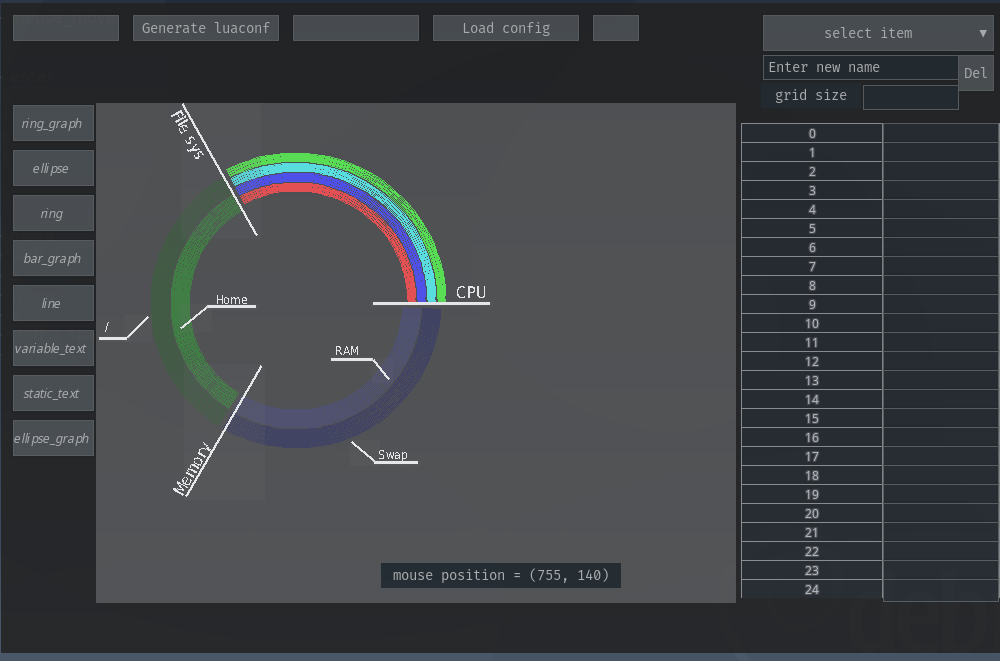 Generate luaconf
Load config
select item ▼
Enter new name
Del
grid size
ring_graph
ellipse
ring
bar_graph
line
variable_text
static_text
ellipse_graph
File sys
CPU
Home
/
RAM
Swap
Memory
mouse position = (755, 140)
0
1
2
3
4
5
6
7
8
9
10
11
12
13
14
15
16
17
18
19
20
21
22
23
24
deb